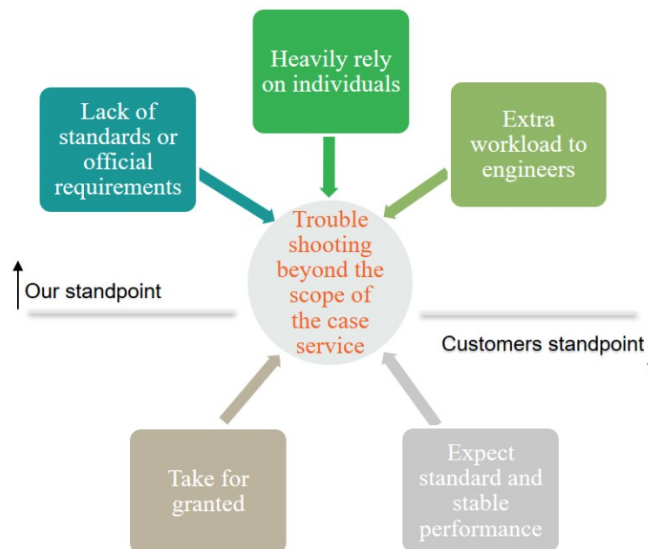 Heavily rely
on individuals
Lack of
standards or
official
requirements
Extra
workload to
engineers
Trouble
shooting
beyond the
scope of
the case
service
Our standpoint
Customers standpoint
Take for
granted
Expect
standard and
stable
performance